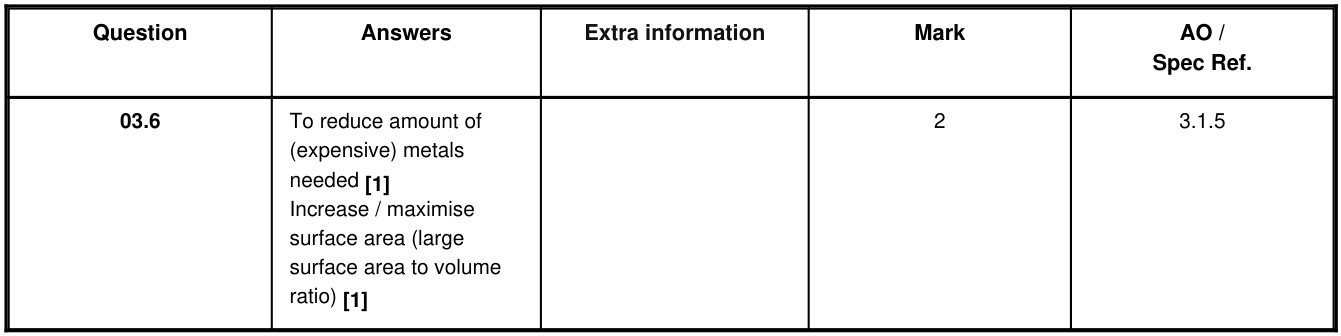 Question Answers Extra information Mark AO /
Spec Ref.
03.6 To reduce amount of 2 3.1.5
(expensive) metals
needed [1]
Increase / maximise
surface area (large
surface area to volume
ratio) [1]